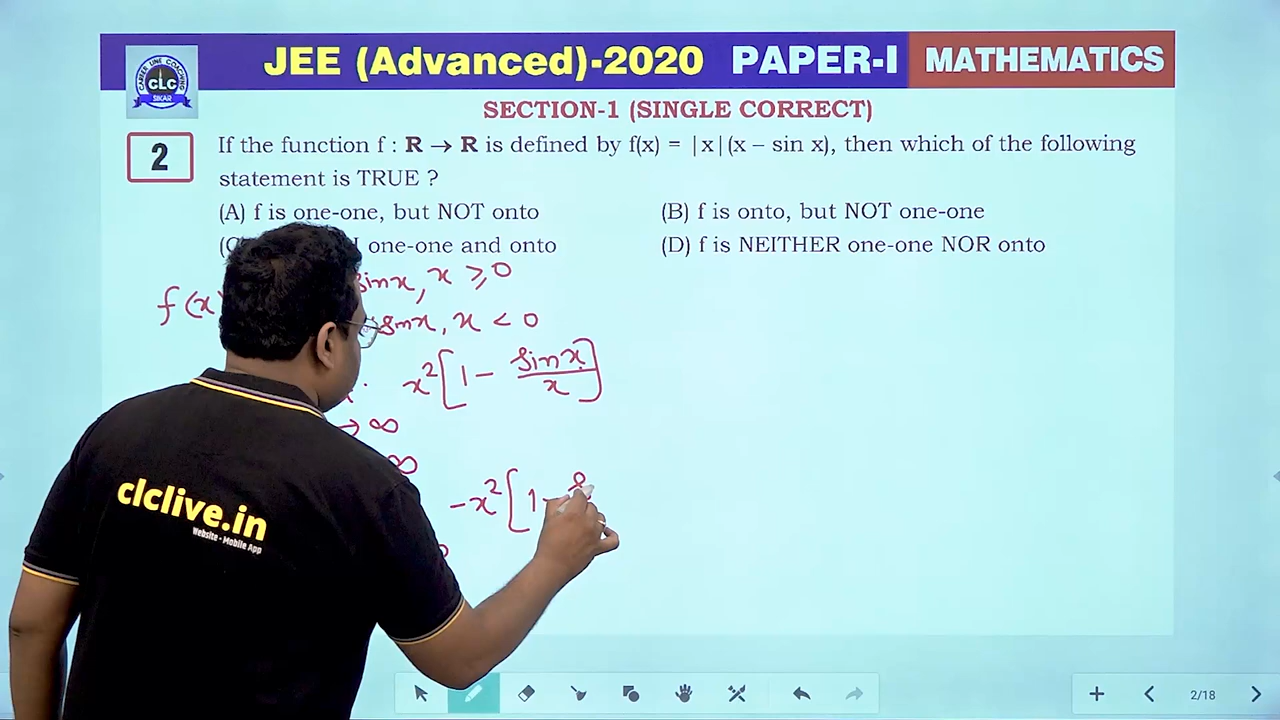 JEE (Advanced)-2020 PAPER-I MATHEMATICS
CLC
SIKAR
SECTION-1 (SINGLE CORRECT)
2 If the function f : R → R is defined by f(x) = |x|(x – sin x), then which of the following
statement is TRUE ?
(A) f is one-one, but NOT onto (B) f is onto, but NOT one-one
one-one and onto (D) f is NEITHER one-one NOR onto
f(x) sinx, x ≥ 0
sinx, x < 0
x²[1 - sinx/x]
→ ∞
∞
-x²[1 -
clclive.in
Website - Mobile App
2/18